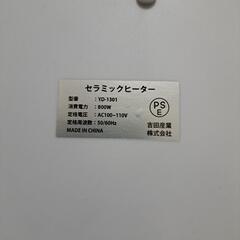 セラミックヒーター
型番 : YD-1301
消費電力 : 800W
定格電圧 : AC100~110V
定格周波数 : 50/60Hz
MADE IN CHINA
PS
E
吉田産業
株式会社